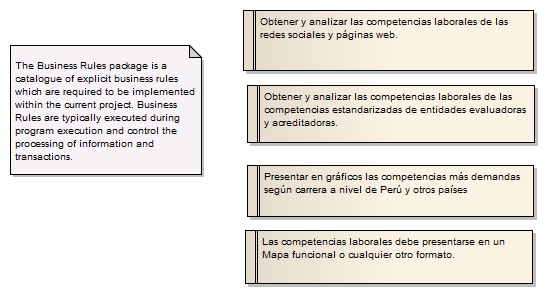 The Business Rules package is a
catalogue of explicit business rules
which are required to be implemented
within the current project. Business
Rules are typically executed during
program execution and control the
processing of information and
transactions.
Obtener y analizar las competencias laborales de las
redes sociales y páginas web.
Obtener y analizar las competencias laborales de las
competencias estandarizadas de entidades evaluadoras
y acreditadoras.
Presentar en gráficos las competencias más demandas
según carrera a nivel de Perú y otros países
Las competencias laborales debe presentarse en un
Mapa funcional o cualquier otro formato.